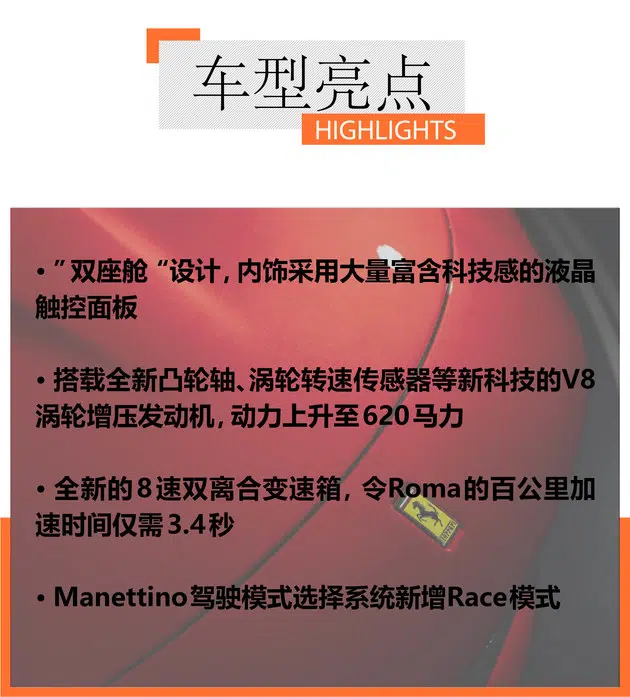 车型亮点
HIGHLIGHTS
• ” 双座舱 “ 设计，内饰采用大量富含科技感的液晶
触控面板
• 搭载全新凸轮轴、涡轮转速传感器等新科技的V8
涡轮增压发动机，动力上升至620马力
• 全新的8速双离合变速箱，令Roma的百公里加
速时间仅需3.4秒
• Manettino驾驶模式选择系统新增Race模式